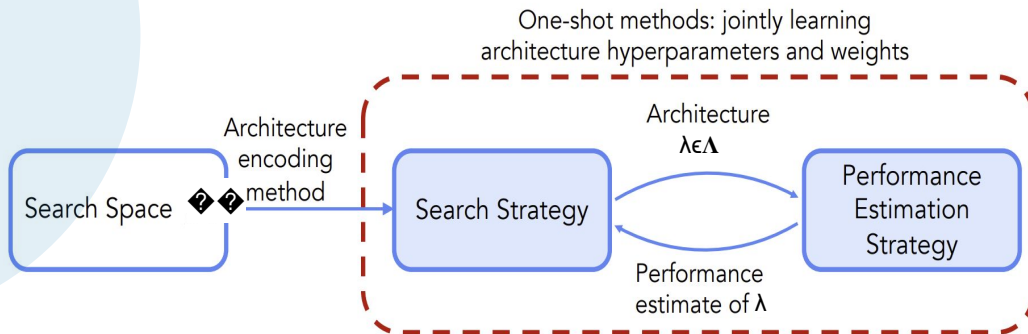 One-shot methods: jointly learning
architecture hyperparameters and weights
Architecture
encoding
method
Search Space ��
Search Strategy
Architecture
λϵΛ
Performance
estimate of λ
Performance
Estimation
Strategy